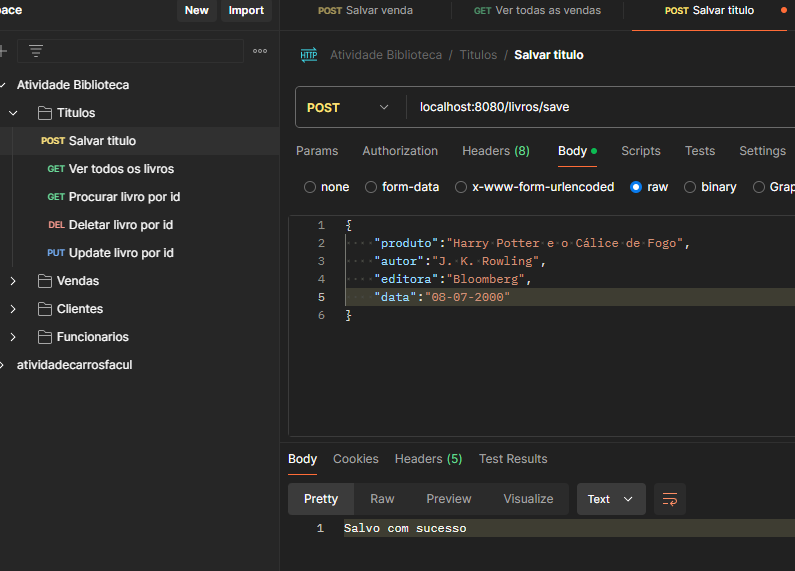 pace
New
Import
POST Salvar venda
GET Ver todas as vendas
POST Salvar titulo
HTTP
Atividade Biblioteca / Titulos / Salvar titulo
Atividade Biblioteca
Titulos
POST Salvar titulo
GET Ver todos os livros
GET Procurar livro por id
DEL Deletar livro por id
PUT Update livro por id
Vendas
Clientes
Funcionarios
atividadecarrosfacul
POST
localhost:8080/livros/save
Params Authorization Headers (8) Body Scripts Tests Settings
none form-data x-www-form-urlencoded raw binary Grap
1 {
2 "produto":"Harry Potter e o Cálice de Fogo",
3 "autor":"J. K. Rowling",
4 "editora":"Bloomberg",
5 "data":"08-07-2000"
6 }
Body Cookies Headers (5) Test Results
Pretty Raw Preview Visualize Text
1 Salvo com sucesso